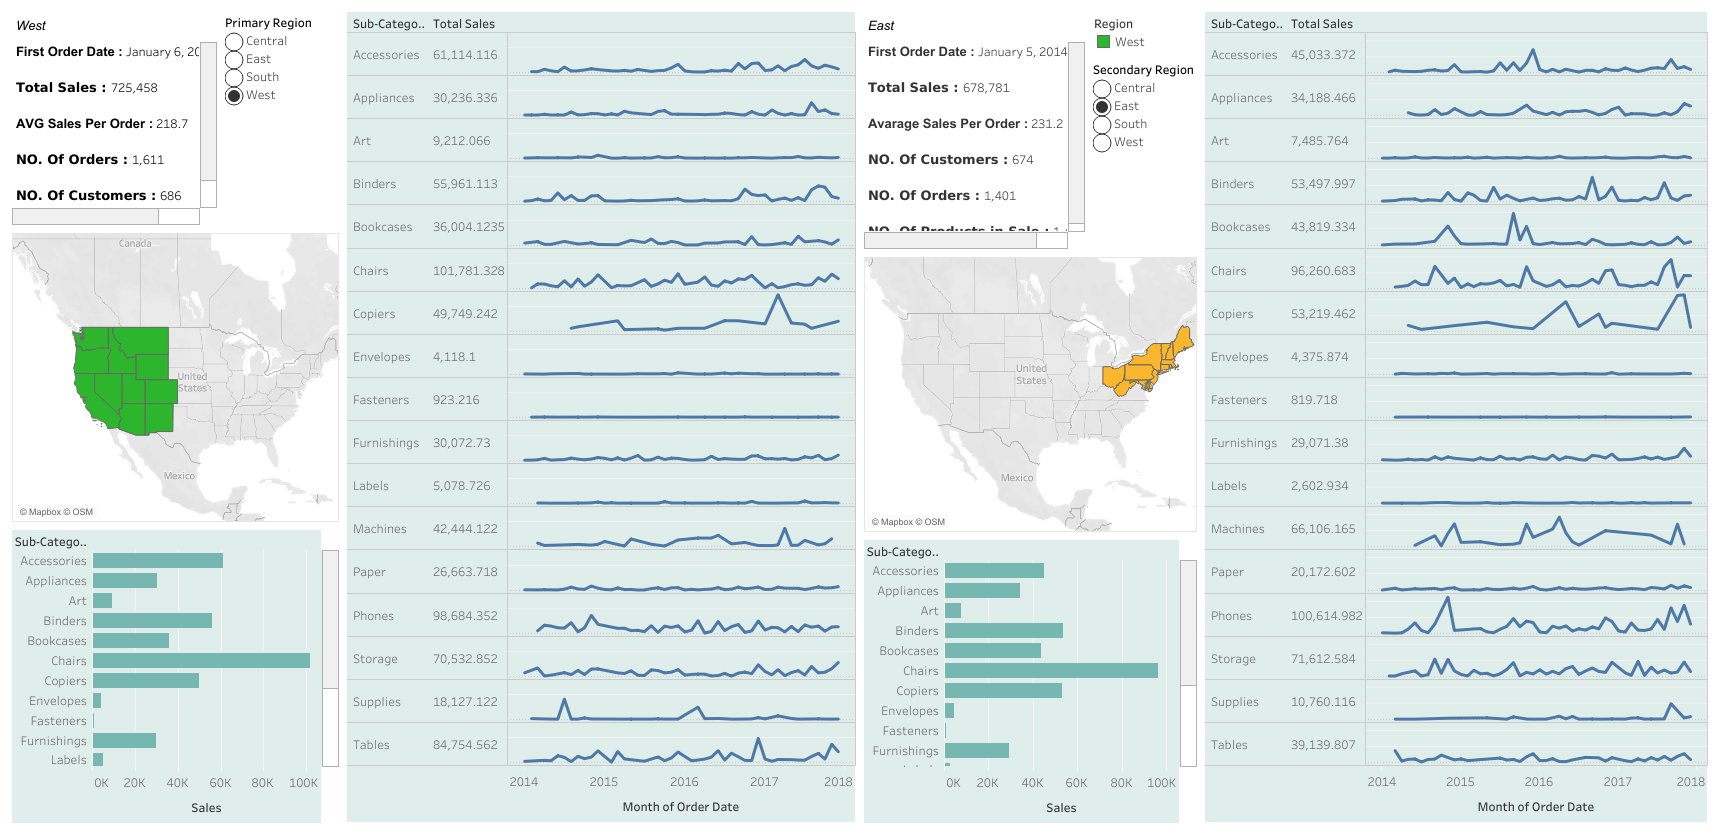 West
First Order Date : January 6, 20
Total Sales : 725,458
AVG Sales Per Order : 218.7
NO. Of Orders : 1,611
NO. Of Customers : 686
Primary Region
Central
East
South
West
Canada
United
States
Mexico
© Mapbox © OSM
Sub-Catego..
Accessories
Appliances
Art
Binders
Bookcases
Chairs
Copiers
Envelopes
Fasteners
Furnishings
Labels
0K 20K 40K 60K 80K 100K
Sales
Sub-Catego.. Total Sales
Accessories 61,114.116
Appliances 30,236.336
Art 9,212.066
Binders 55,961.113
Bookcases 36,004.1235
Chairs 101,781.328
Copiers 49,749.242
Envelopes 4,118.1
Fasteners 923.216
Furnishings 30,072.73
Labels 5,078.726
Machines 42,444.122
Paper 26,663.718
Phones 98,684.352
Storage 70,532.852
Supplies 18,127.122
Tables 84,754.562
2014 2015 2016 2017 2018
Month of Order Date
East
First Order Date : January 5, 2014
Total Sales : 678,781
Avarage Sales Per Order : 231.2
NO. Of Customers : 674
NO. Of Orders : 1,401
NO. Of Products in Sale : 1,
Region
West
Secondary Region
Central
East
South
West
United
States
Mexico
© Mapbox © OSM
Sub-Catego..
Accessories
Appliances
Art
Binders
Bookcases
Chairs
Copiers
Envelopes
Fasteners
Furnishings
0K 20K 40K 60K 80K 100K
Sales
Sub-Catego.. Total Sales
Accessories 45,033.372
Appliances 34,188.466
Art 7,485.764
Binders 53,497.997
Bookcases 43,819.334
Chairs 96,260.683
Copiers 53,219.462
Envelopes 4,375.874
Fasteners 819.718
Furnishings 29,071.38
Labels 2,602.934
Machines 66,106.165
Paper 20,172.602
Phones 100,614.982
Storage 71,612.584
Supplies 10,760.116
Tables 39,139.807
2014 2015 2016 2017 2018
Month of Order Date